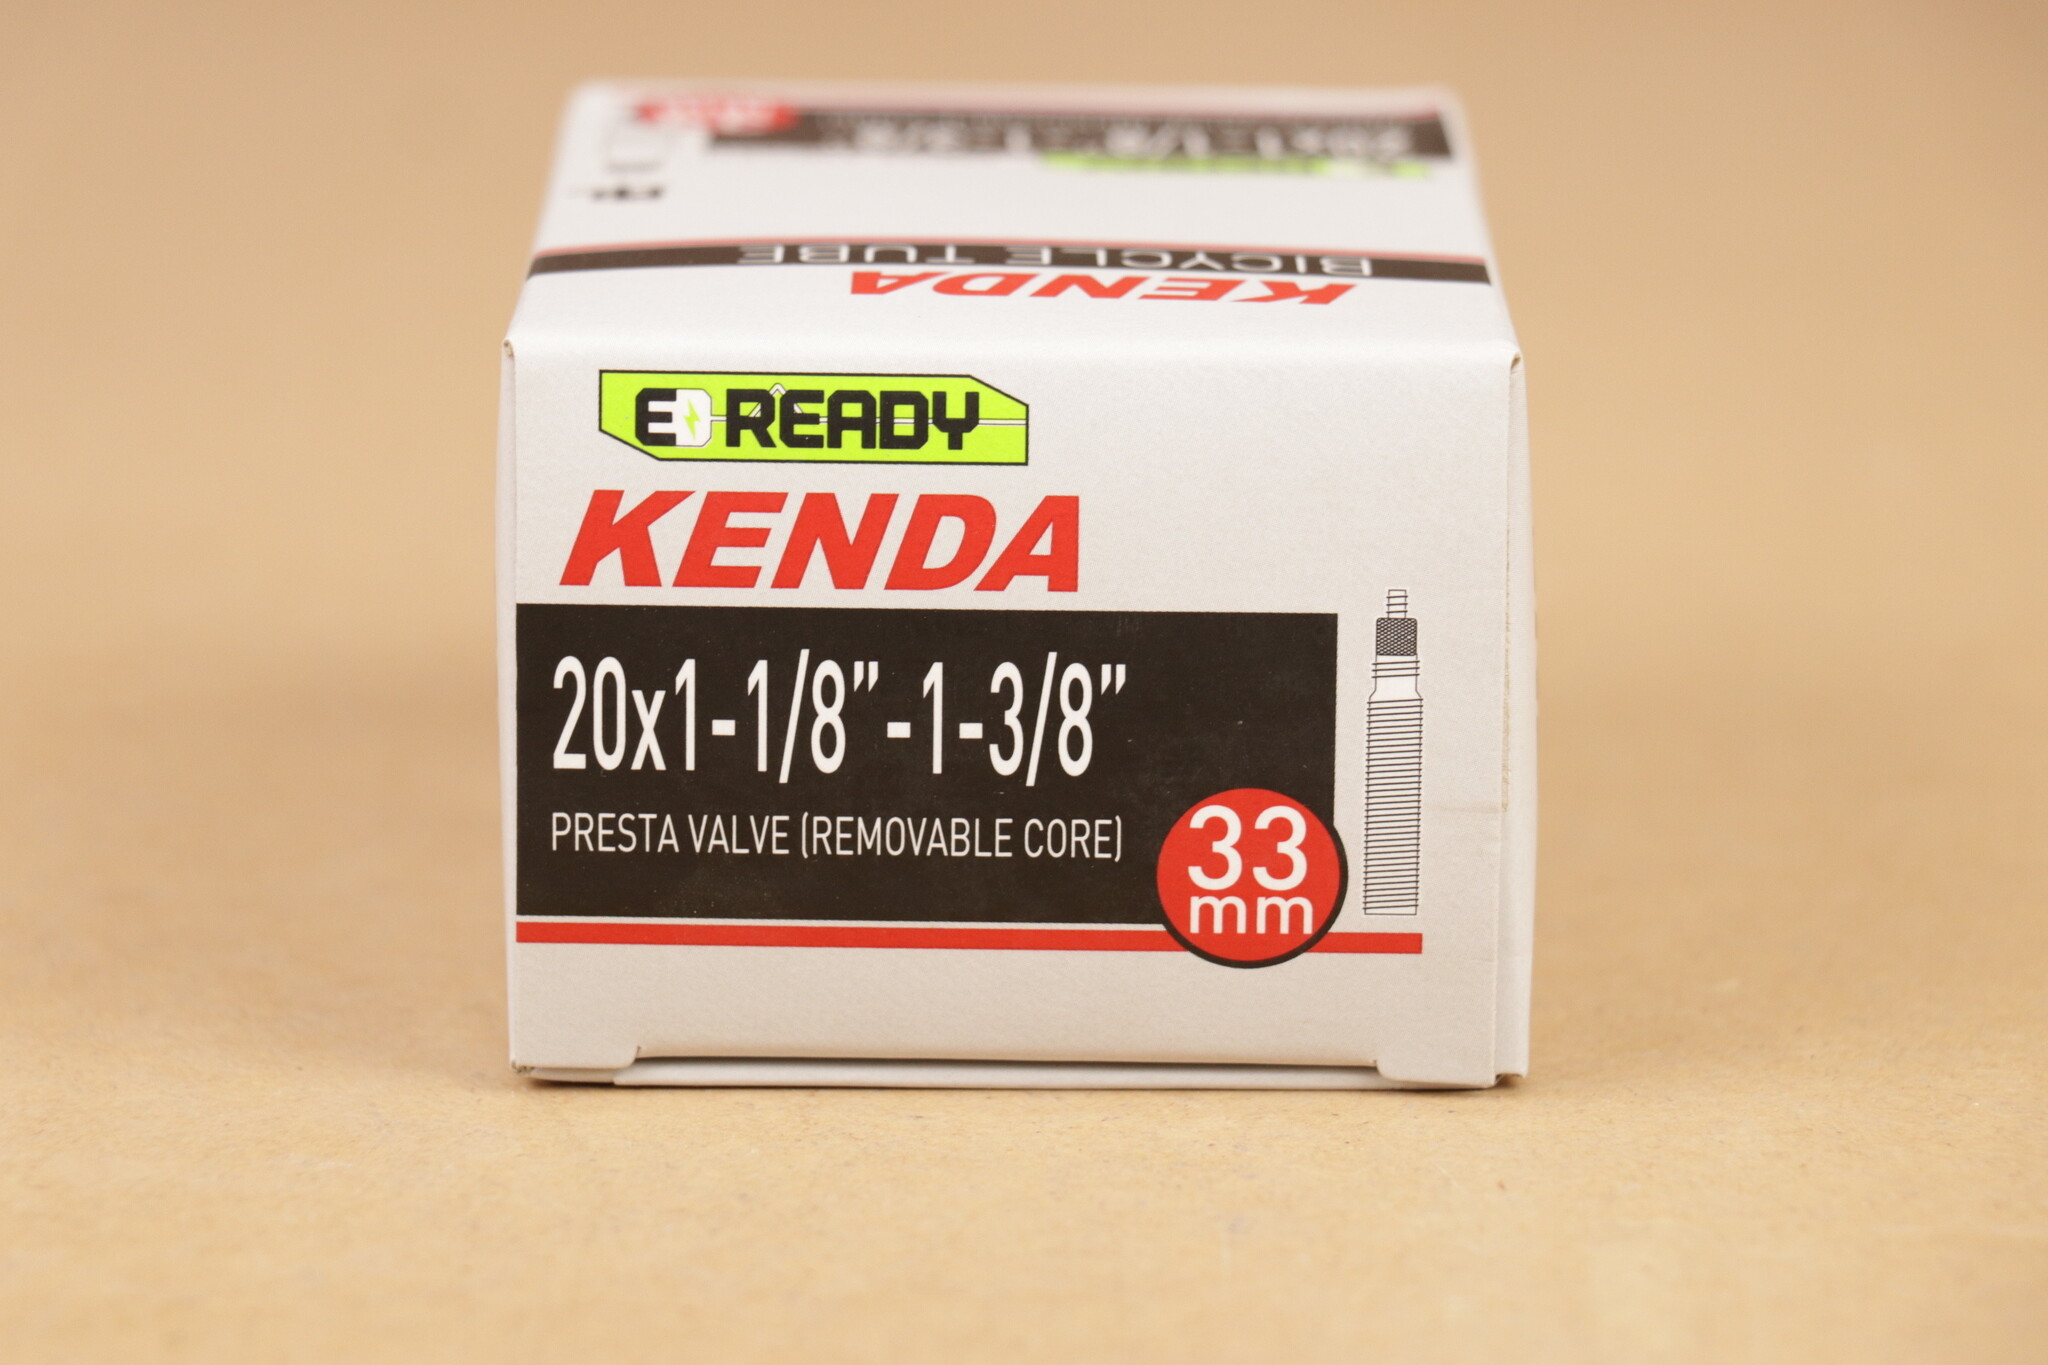 BICYCLE TUBE
KENDA
E READY
KENDA
20x1-1/8”-1-3/8”
PRESTA VALVE (REMOVABLE CORE)
33
mm